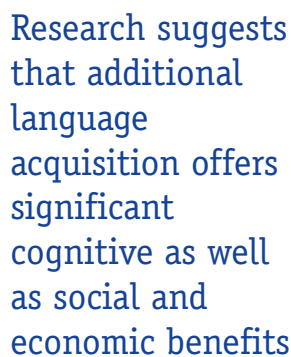 Research suggests
that additional
language
acquisition offers
significant
cognitive as well
as social and
economic benefits